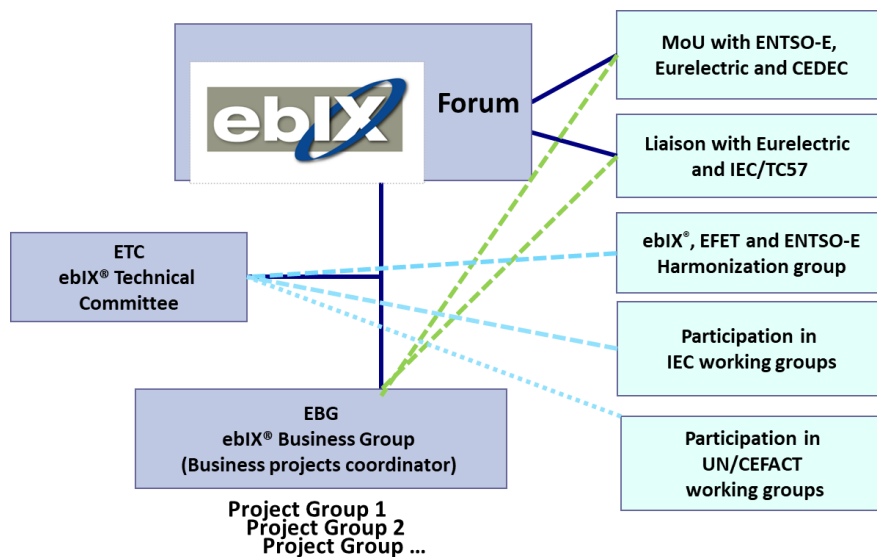 ebIX
Forum
MoU with ENTSO-E,
Eurelectric and CEDEC
Liaison with Eurelectric
and IEC/TC57
ETC
ebIX® Technical
Committee
ebIX®, EFET and ENTSO-E
Harmonization group
Participation in
IEC working groups
EBG
ebIX® Business Group
(Business projects coordinator)
Participation in
UN/CEFACT
working groups
Project Group 1
Project Group 2
Project Group ...